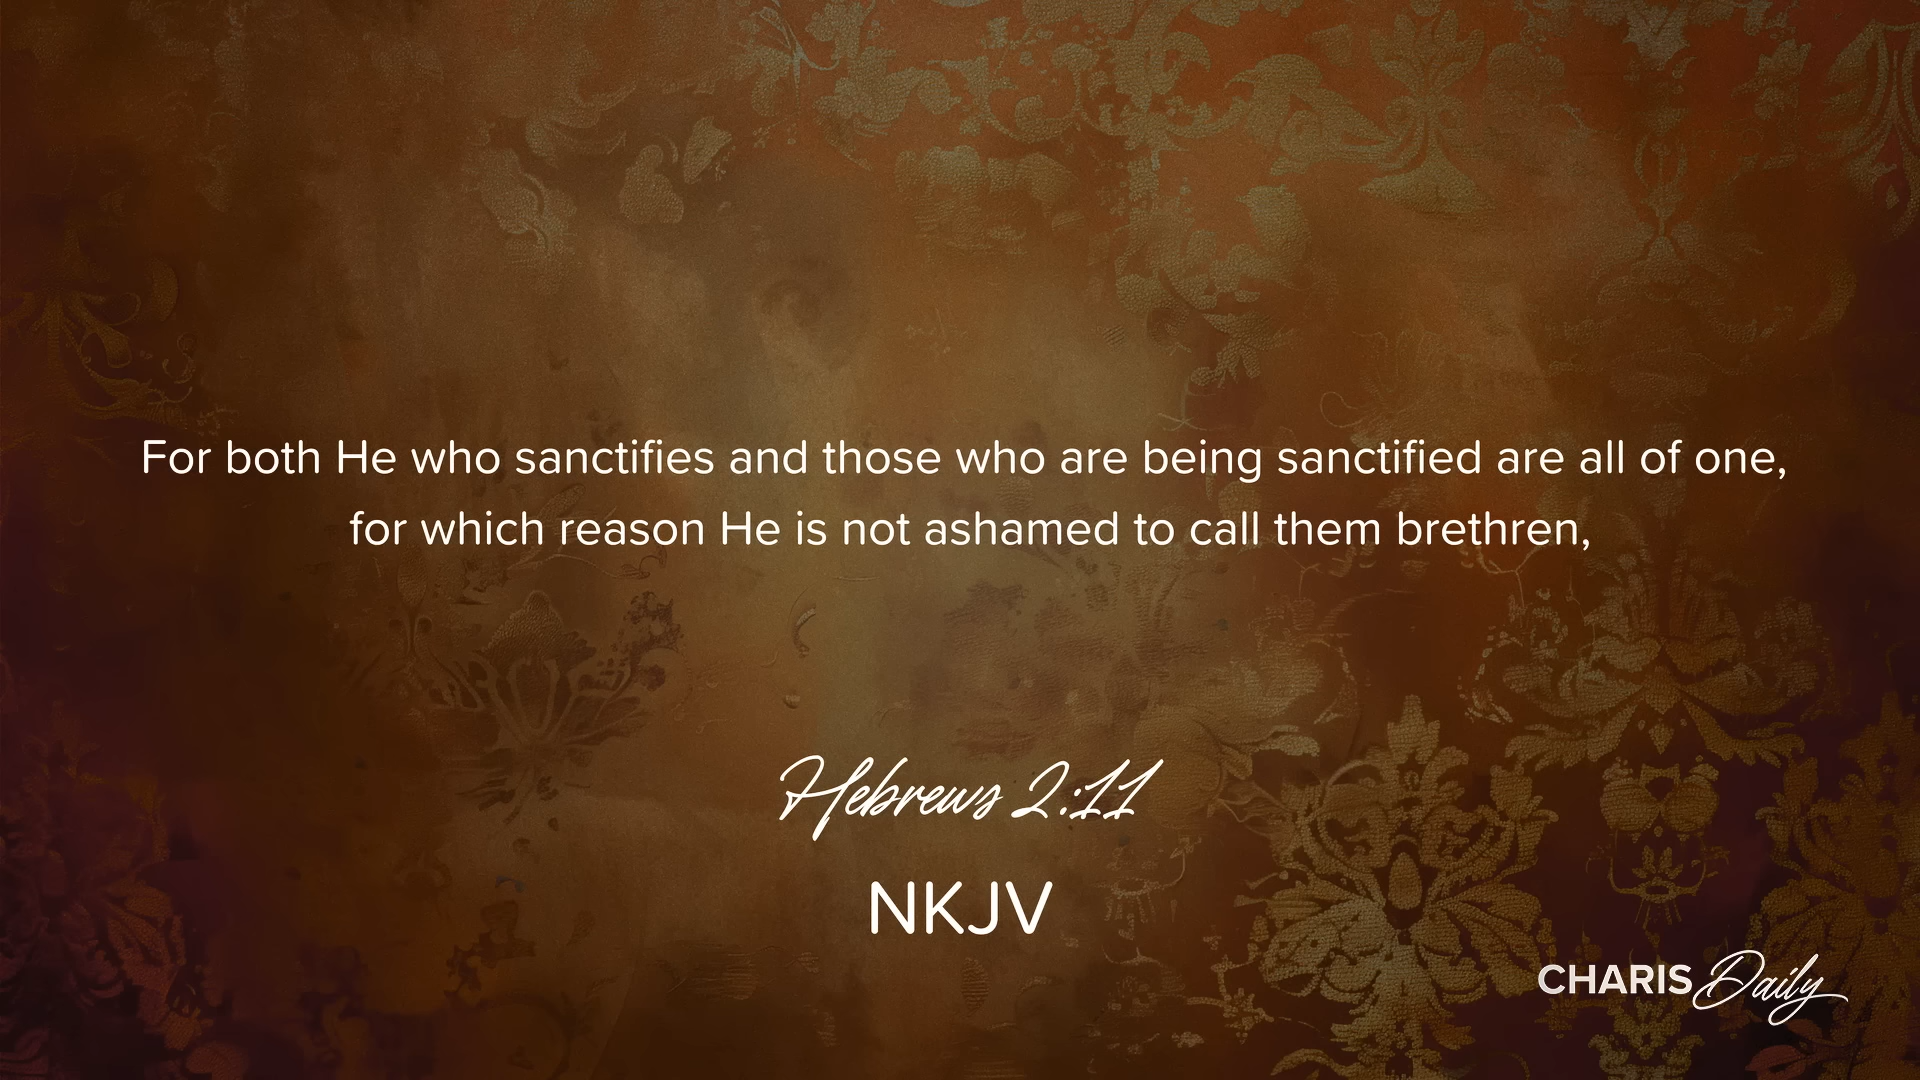 For both He who sanctifies and those who are being sanctified are all of one,
for which reason He is not ashamed to call them brethren,
Hebrews 2:11
NKJV
CHARIS Daily